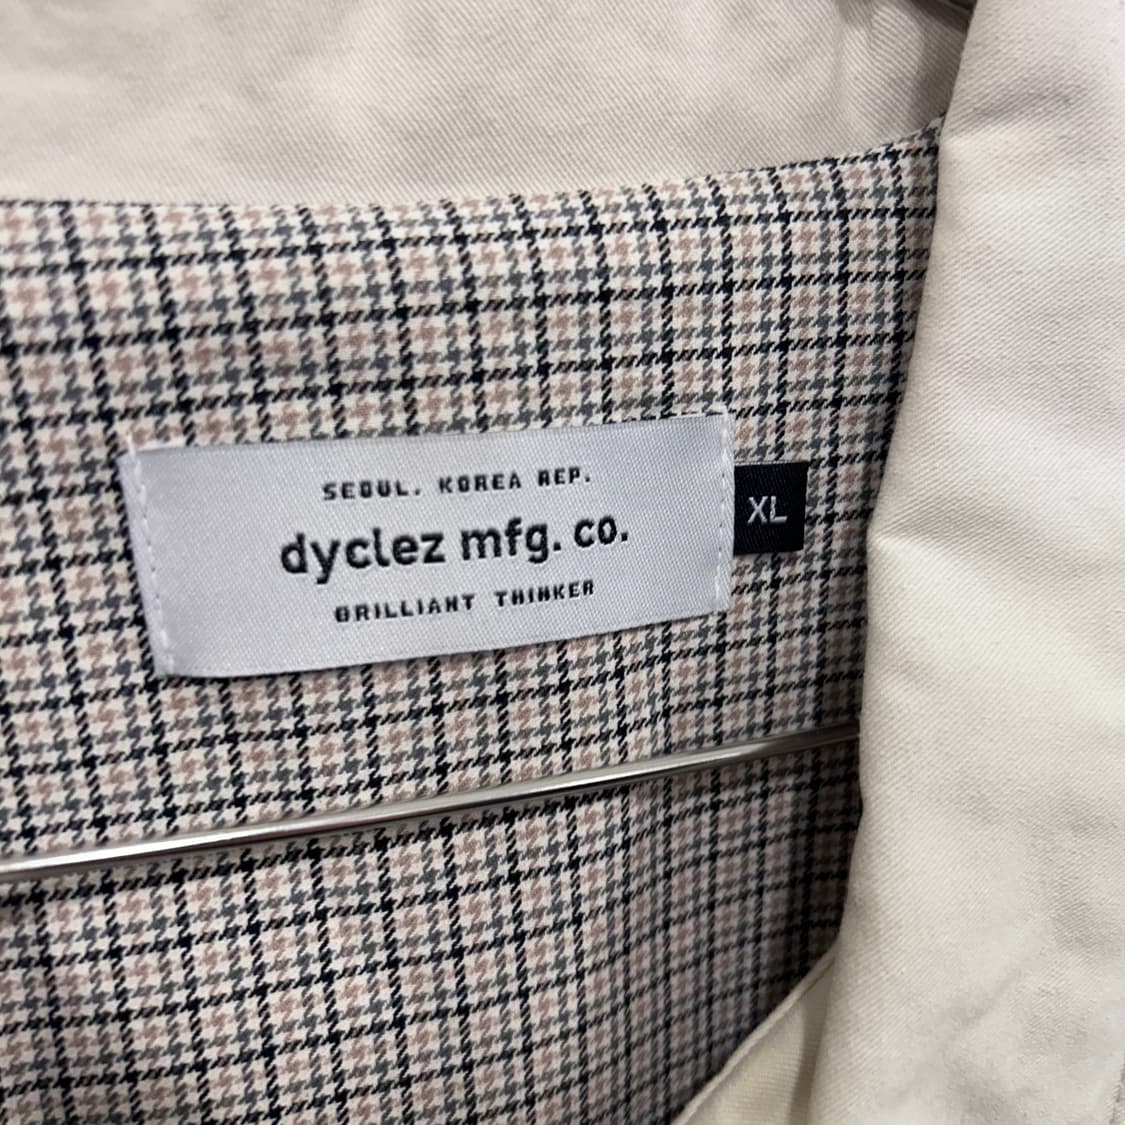 SEOUL. KOREA REP.
dyclez mfg. co.
BRILLIANT THINKER
XL